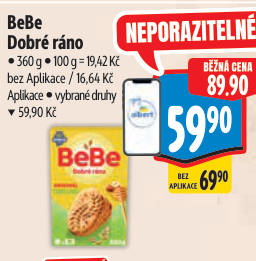 BeBe
Dobré ráno
• 360 g • 100 g = 19,42 Kč
bez Aplikace / 16,64 Kč
Aplikace • vybrané druhy
▼ 59,90 Kč
NEPORAZITELNÉ
BĚŽNÁ CENA
89.90
albert
59.90
BEZ
APLIKACE 69.90
BeBe
Dobré ráno